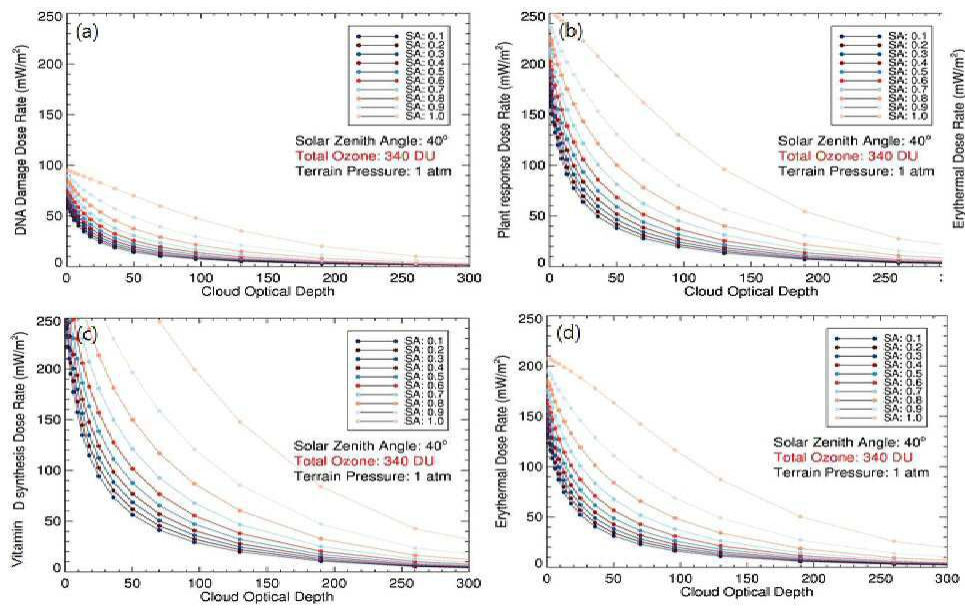 (a)
250
200
150
100
50
0
DNA Damage Dose Rate (mW/m²)
SA: 0.1
SA: 0.2
SA: 0.3
SA: 0.4
SA: 0.5
SA: 0.6
SA: 0.7
SA: 0.8
SA: 0.9
SA: 1.0
Solar Zenith Angle: 40°
Total Ozone: 340 DU
Terrain Pressure: 1 atm
0 50 100 150 200 250 300
Cloud Optical Depth
(b)
250
200
150
100
50
0
Plant response Dose Rate (mW/m²)
SA: 0.1
SA: 0.2
SA: 0.3
SA: 0.4
SA: 0.5
SA: 0.6
SA: 0.7
SA: 0.8
SA: 0.9
SA: 1.0
Solar Zenith Angle: 40°
Total Ozone: 340 DU
Terrain Pressure: 1 atm
0 50 100 150 200 250 300
Cloud Optical Depth
Erythermal Dose Rate (mW/m²)
(c)
250
200
150
100
50
0
Vitamin D synthesis Dose Rate (mW/m²)
SA: 0.1
SA: 0.2
SA: 0.3
SA: 0.4
SA: 0.5
SA: 0.6
SA: 0.7
SA: 0.8
SA: 0.9
SA: 1.0
Solar Zenith Angle: 40°
Total Ozone: 340 DU
Terrain Pressure: 1 atm
0 50 100 150 200 250 300
Cloud Optical Depth
(d)
250
200
150
100
50
0
Erythermal Dose Rate (mW/m²)
SA: 0.1
SA: 0.2
SA: 0.3
SA: 0.4
SA: 0.5
SA: 0.6
SA: 0.7
SA: 0.8
SA: 0.9
SA: 1.0
Solar Zenith Angle: 40°
Total Ozone: 340 DU
Terrain Pressure: 1 atm
0 50 100 150 200 250 300
Cloud Optical Depth